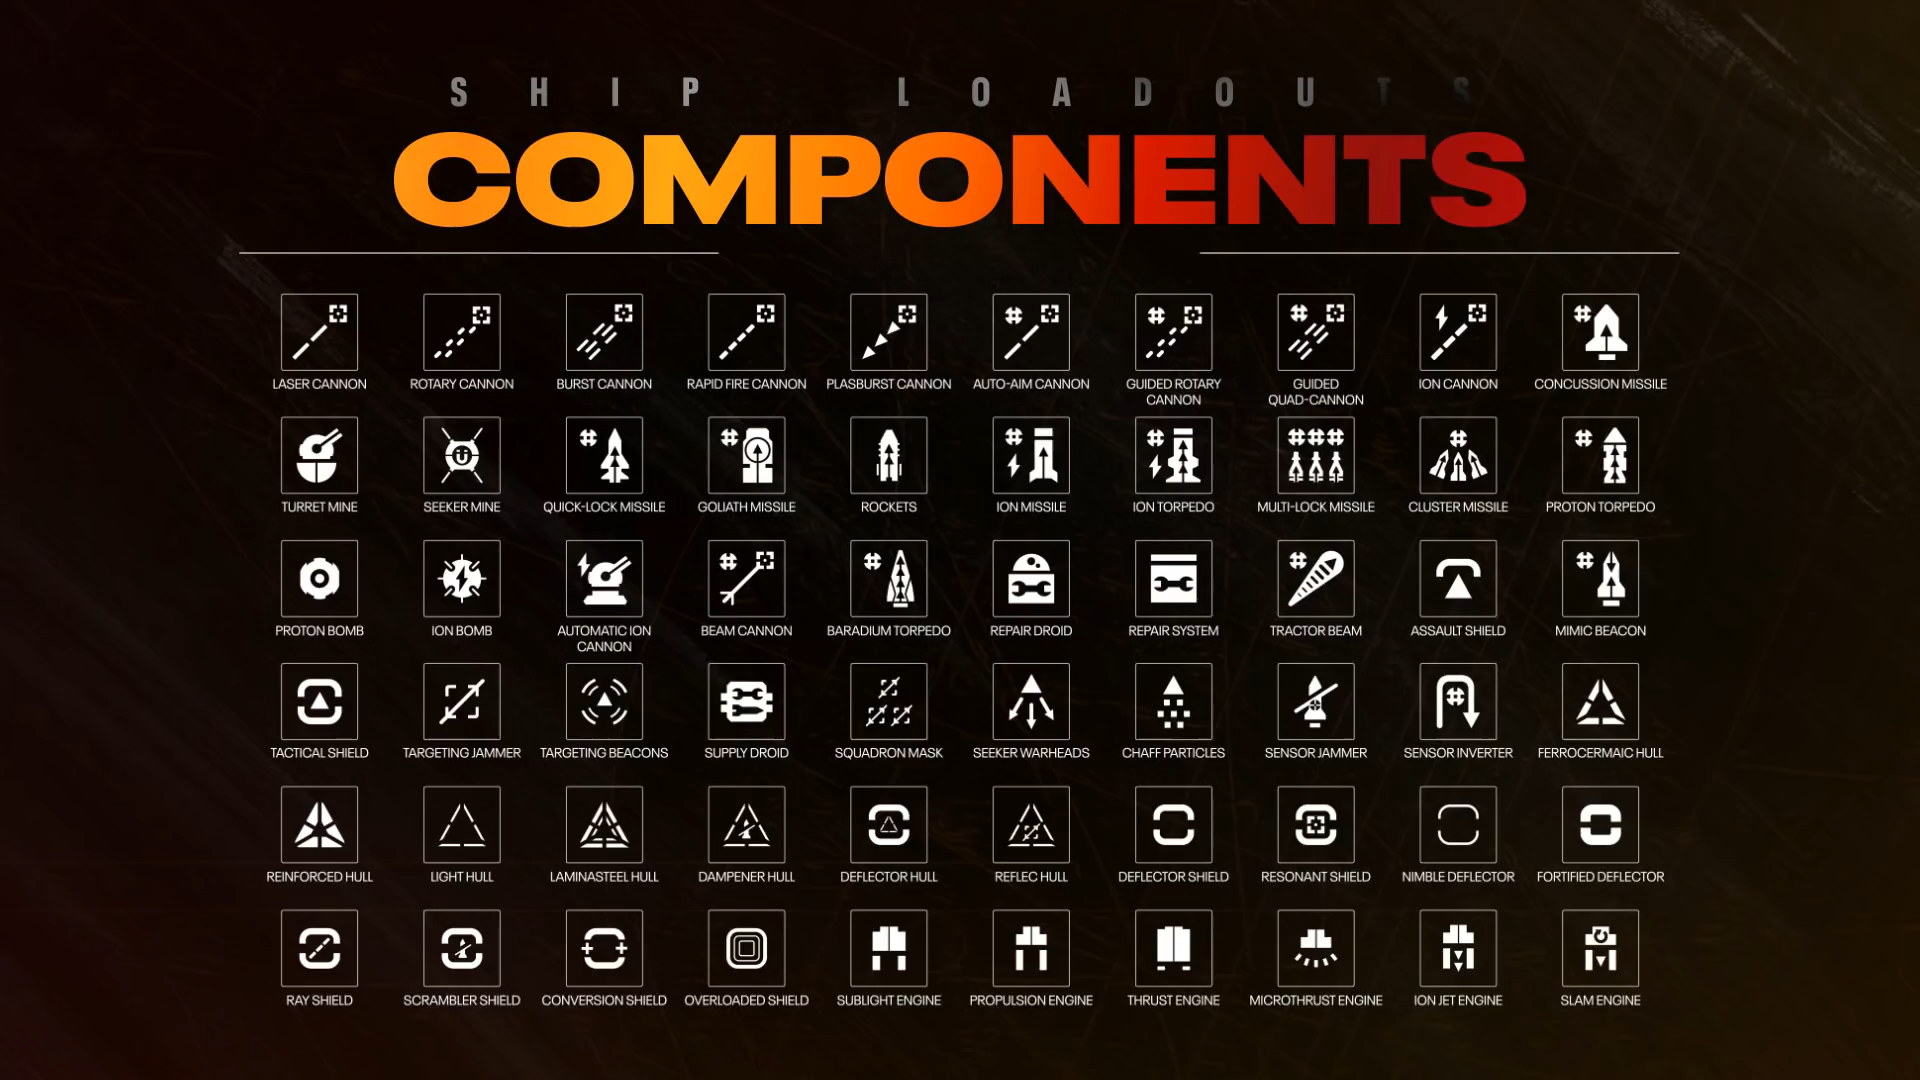 SHIP LOADOUTS
COMPONENTS
LASER CANNON
ROTARY CANNON
BURST CANNON
RAPID FIRE CANNON
PLASBURST CANNON
AUTO-AIM CANNON
GUIDED ROTARY
CANNON
GUIDED
QUAD-CANNON
ION CANNON
CONCUSSION MISSILE
TURRET MINE
SEEKER MINE
QUICK-LOCK MISSILE
GOLIATH MISSILE
ROCKETS
ION MISSILE
ION TORPEDO
MULTI-LOCK MISSILE
CLUSTER MISSILE
PROTON TORPEDO
PROTON BOMB
ION BOMB
AUTOMATIC ION
CANNON
BEAM CANNON
BARADIUM TORPEDO
REPAIR DROID
REPAIR SYSTEM
TRACTOR BEAM
ASSAULT SHIELD
MIMIC BEACON
TACTICAL SHIELD
TARGETING JAMMER
TARGETING BEACONS
SUPPLY DROID
SQUADRON MASK
SEEKER WARHEADS
CHAFF PARTICLES
SENSOR JAMMER
SENSOR INVERTER
FERROCERMAIC HULL
REINFORCED HULL
LIGHT HULL
LAMINASTEEL HULL
DAMPENER HULL
DEFLECTOR HULL
REFLEC HULL
DEFLECTOR SHIELD
RESONANT SHIELD
NIMBLE DEFLECTOR
FORTIFIED DEFLECTOR
RAY SHIELD
SCRAMBLER SHIELD
CONVERSION SHIELD
OVERLOADED SHIELD
SUBLIGHT ENGINE
PROPULSION ENGINE
THRUST ENGINE
MICROTHRUST ENGINE
ION JET ENGINE
SLAM ENGINE